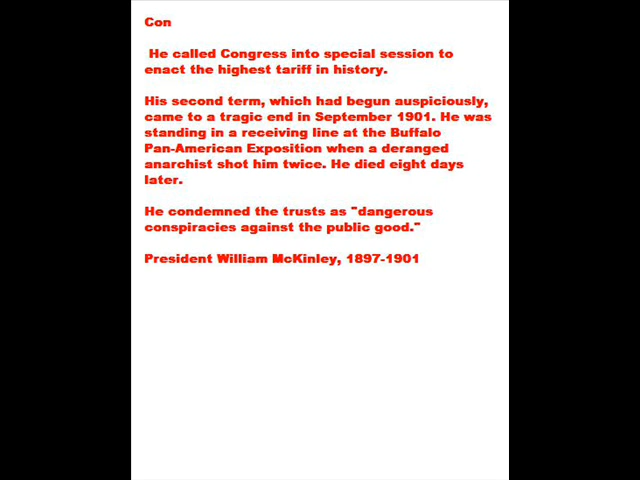 Con
He called Congress into special session to
enact the highest tariff in history.
His second term, which had begun auspiciously,
came to a tragic end in September 1901. He was
standing in a receiving line at the Buffalo
Pan-American Exposition when a deranged
anarchist shot him twice. He died eight days
later.
He condemned the trusts as "dangerous
conspiracies against the public good."
President William McKinley, 1897-1901